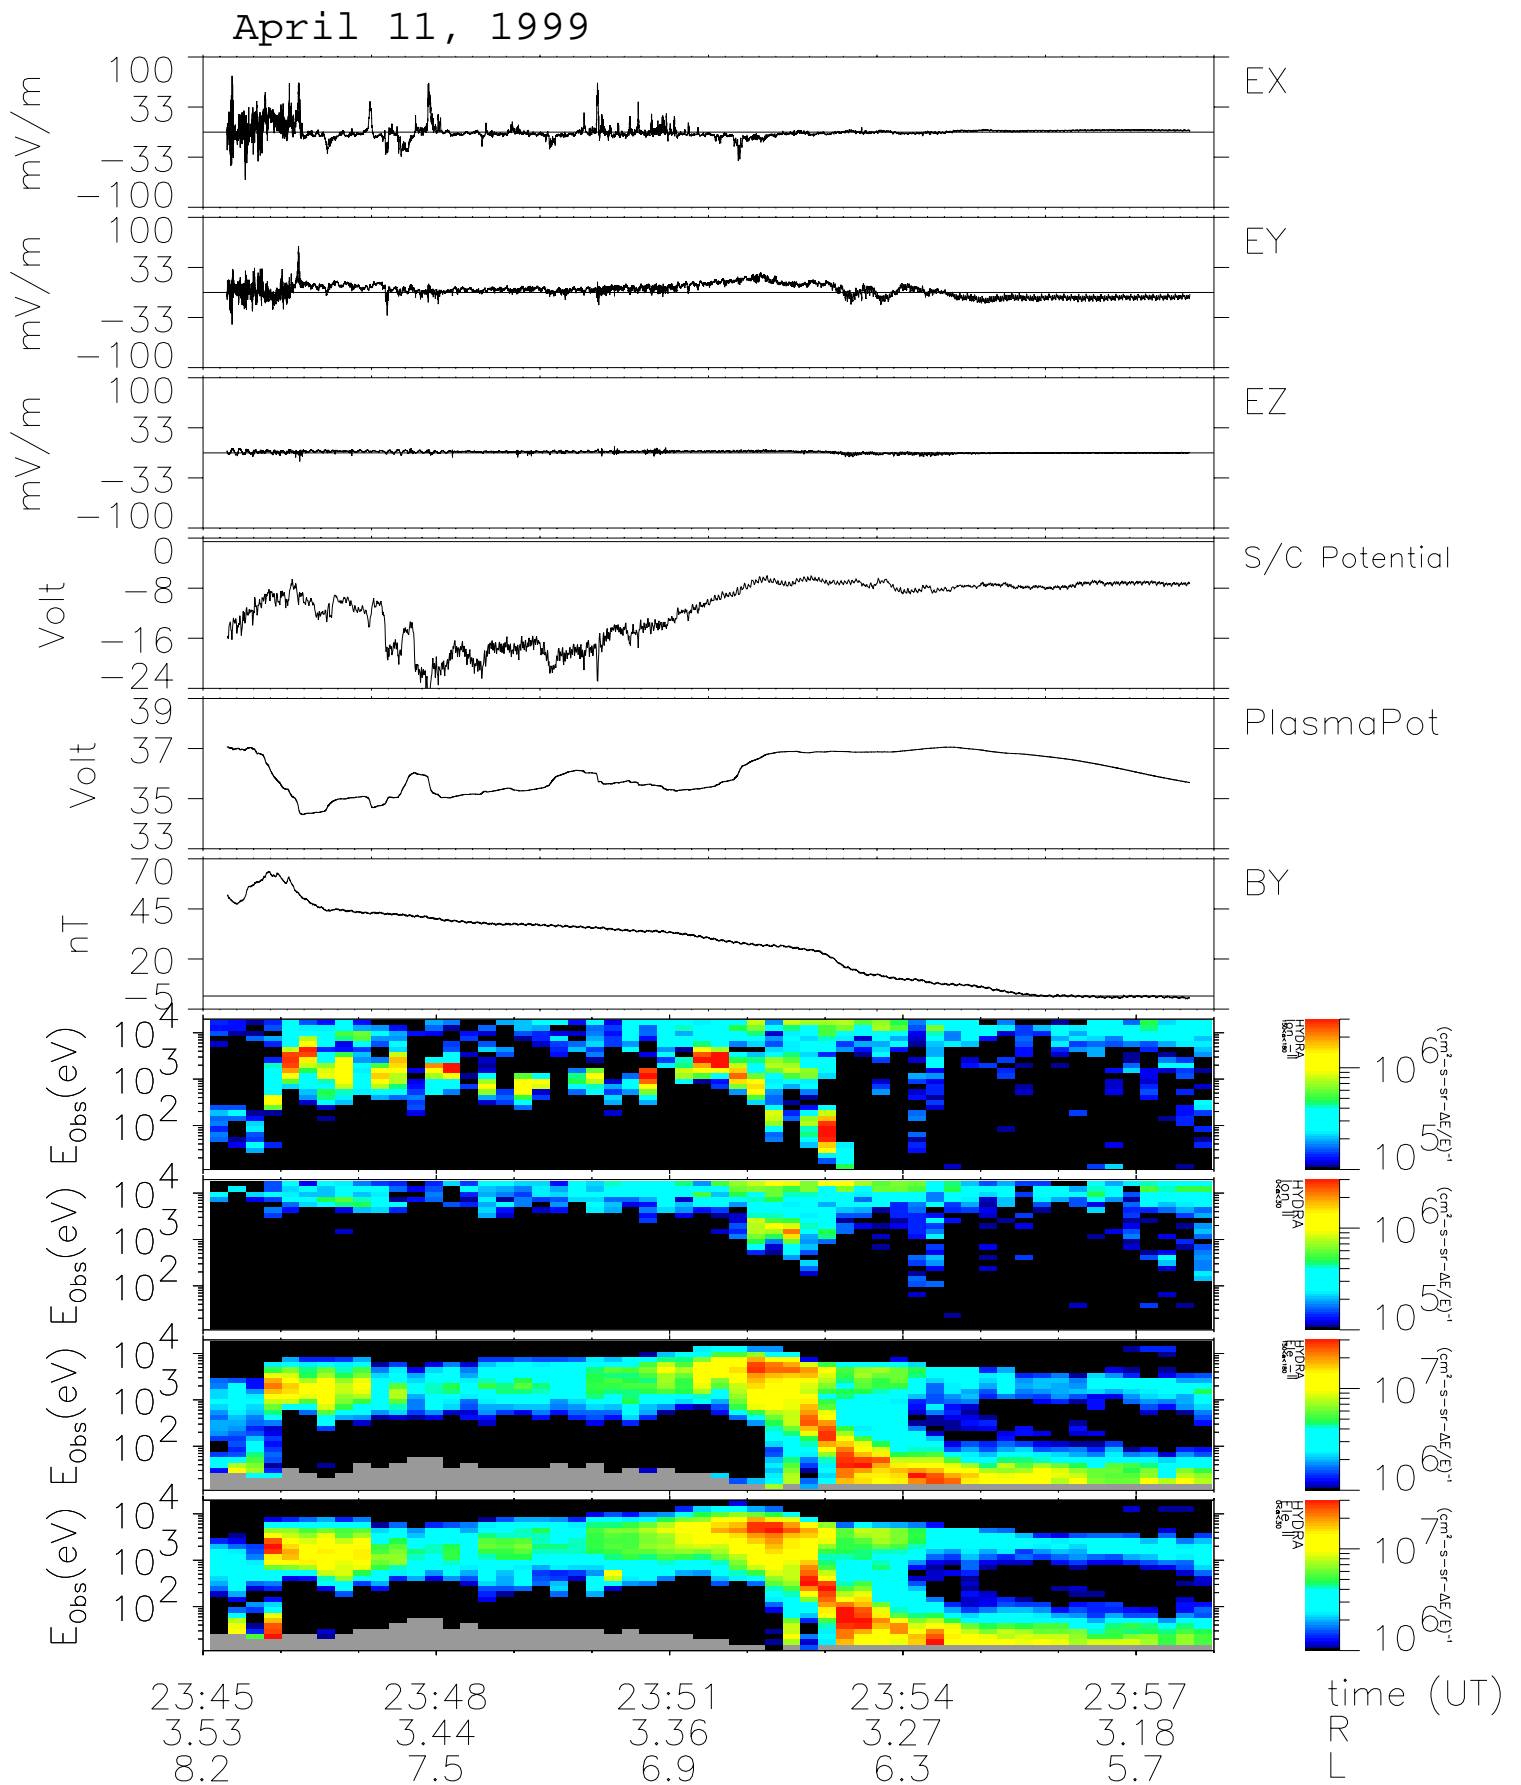 April 11, 1999
100
33
-33
-100
mV/m
EX
100
33
-33
-100
mV/m
EY
100
33
-33
-100
mV/m
EZ
0
-8
-16
-24
Volt
S/C Potential
39
37
35
33
Volt
PlasmaPot
70
45
20
-5
nT
BY
10^4
10^3
10^2
E_Obs(eV)
HYDRA
10^6
10^5
(cm²-s-sr-ΔE/E)^-1
10^4
10^3
10^2
E_Obs(eV)
HYDRA
10^6
10^5
(cm²-s-sr-ΔE/E)^-1
10^4
10^3
10^2
E_Obs(eV)
HYDRA
10^7
10^6
(cm²-s-sr-ΔE/E)^-1
10^4
10^3
10^2
E_Obs(eV)
HYDRA
10^7
10^6
(cm²-s-sr-ΔE/E)^-1
23:45 23:48 23:51 23:54 23:57 time (UT)
3.53 3.44 3.36 3.27 3.18 R
8.2 7.5 6.9 6.3 5.7 L